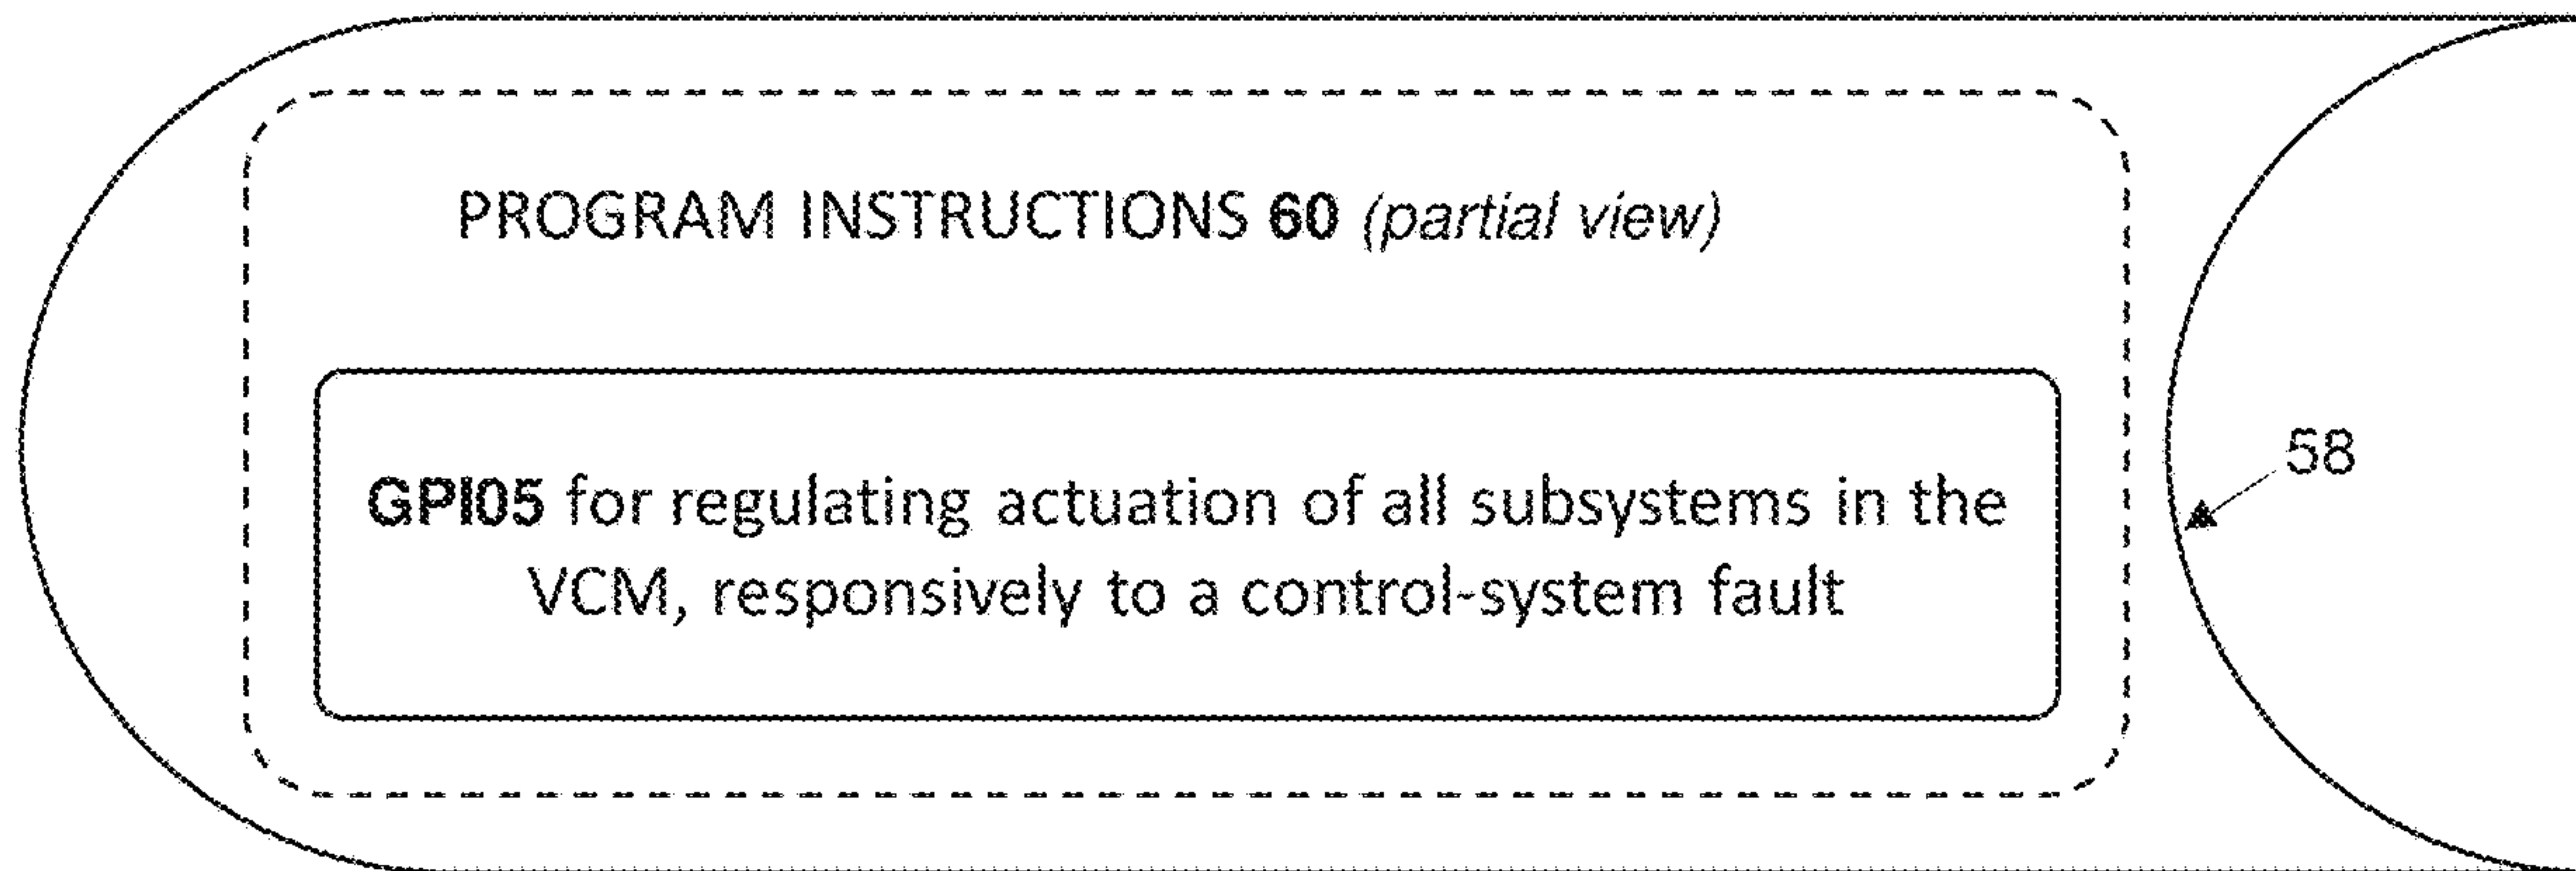 PROGRAM INSTRUCTIONS 60 (partial view)
GPI05 for regulating actuation of all subsystems in the
VCM, responsively to a control-system fault
58